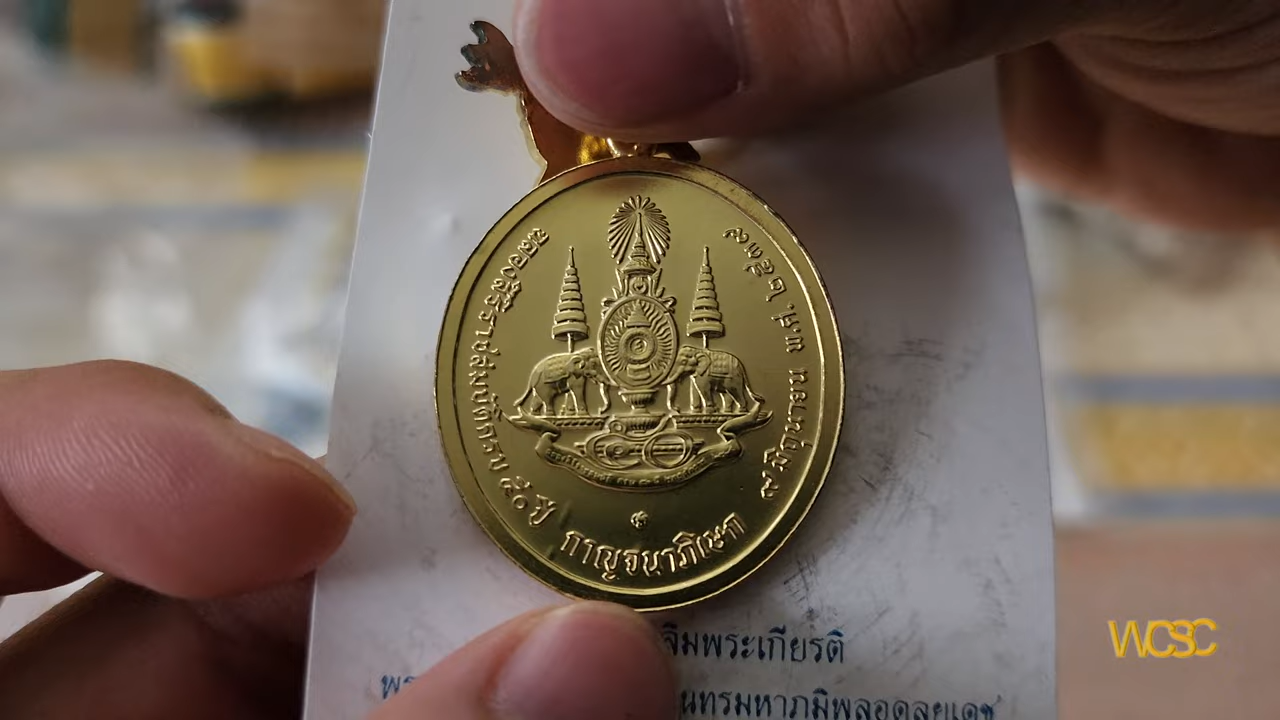 ฉลองสิริราชสมบัติครบ ๕๐ ปี กาญจนาภิเษก ๙ มิถุนายน พ.ศ. ๒๕๓๙
จิมพระเกียรติ
พร
นทรมหาภูมิพลอดุลยเดช
WCSC